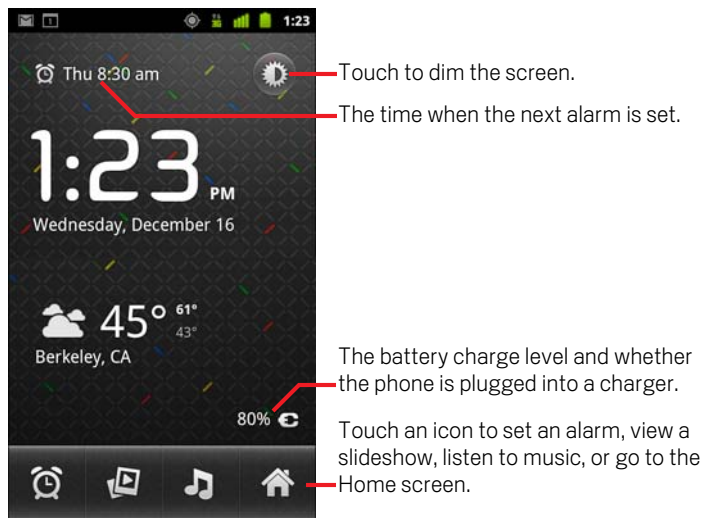 1:23
Thu 8:30 am
Touch to dim the screen.
The time when the next alarm is set.
1:23 PM
Wednesday, December 16
45° 61°
43°
Berkeley, CA
The battery charge level and whether
the phone is plugged into a charger.
80%
Touch an icon to set an alarm, view a
slideshow, listen to music, or go to the
Home screen.